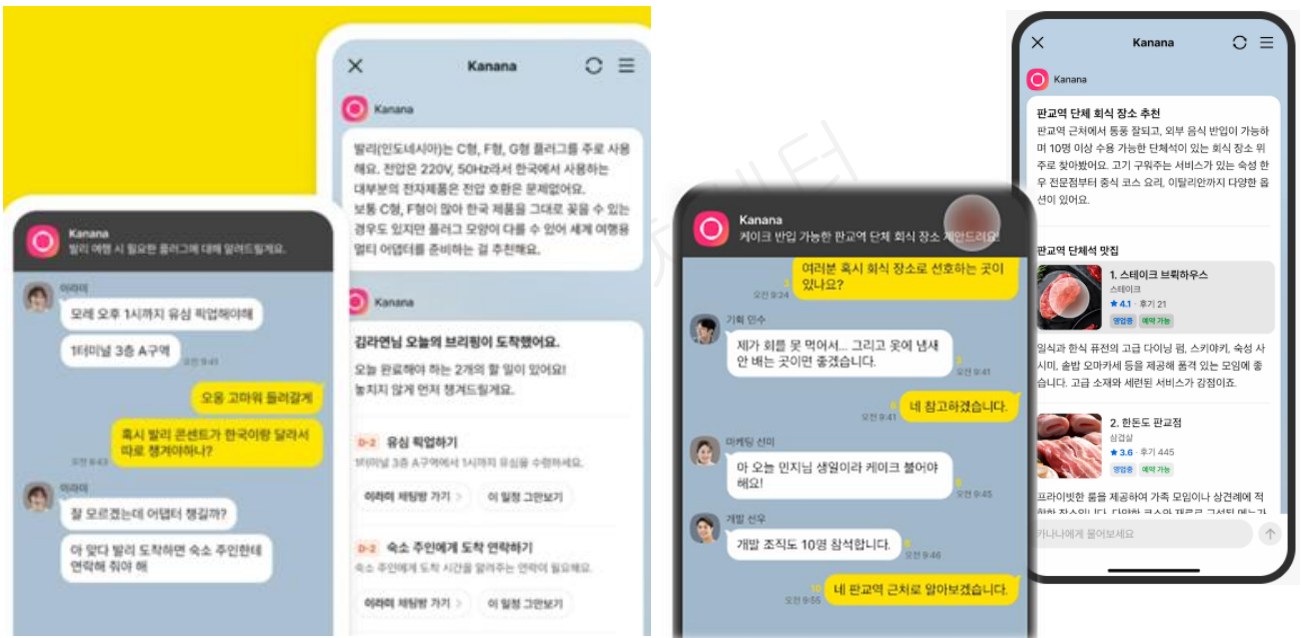 Kanana
Kanana
발리(인도네시아)는 C형, F형, G형 플러그를 주로 사용
해요. 전압은 220V, 50Hz라서 한국에서 사용하는
대부분의 전자제품은 전압 호환은 문제없어요.
보통 C형, F형이 많아 한국 제품을 그대로 꽂을 수 있는
경우도 있지만 플러그 모양이 다를 수 있어 세계 여행용
멀티 어댑터를 준비하는 걸 추천해요.
Kanana
김라연님 오늘의 브리핑이 도착했어요.
오늘 완료해야 하는 2개의 할 일이 있어요!
놓치지 않게 먼저 챙겨드릴게요.
D-2 유심 픽업하기
1터미널 3층 A구역에서 1시까지 유심을 수령하세요.
이라미 채팅방 가기 >
이 일정 그만보기
D-2 숙소 주인에게 도착 연락하기
숙소 주인에게 도착 시간을 알려주는 연락이 필요해요.
이라미 채팅방 가기 >
이 일정 그만보기
Kanana
발리 여행 시 필요한 플러그에 대해 알려드릴게요.
이라미
모레 오후 1시까지 유심 픽업해야해
1터미널 3층 A구역
오전 9:41
오옹 고마워 들려갈게
혹시 발리 콘센트가 한국이랑 달라서
따로 챙겨야하나?
오전 9:43
이라미
잘 모르겠는데 어댑터 챙길까?
아 맞다 발리 도착하면 숙소 주인한테
연락해 줘야 해
Kanana
케이크 반입 가능한 판교역 단체 회식 장소 제안드려요!
여러분 혹시 회식 장소로 선호하는 곳이
있나요?
오전 9:24
기획 민수
제가 회를 못 먹어서... 그리고 옷에 냄새
안 배는 곳이면 좋겠습니다.
오전 9:41
네 참고하겠습니다.
오전 9:41
마케팅 선미
아 오늘 민지님 생일이라 케이크 불어야
해요!
오전 9:45
개발 선우
개발 조직도 10명 참석합니다.
오전 9:46
네 판교역 근처로 알아보겠습니다.
오전 9:55
Kanana
Kanana
판교역 단체 회식 장소 추천
판교역 근처에서 통풍 잘되고, 외부 음식 반입이 가능하
며 10명 이상 수용 가능한 단체석이 있는 회식 장소 위
주로 찾아봤어요. 고기 구워주는 서비스가 있는 숙성 한
우 전문점부터 중식 코스 요리, 이탈리안까지 다양한 옵
션이 있어요.
판교역 단체석 맛집
1. 스테이크 브뤽하우스
스테이크
★ 4.1 · 후기 21
영업중 예약 가능
일식과 한식 퓨전의 고급 다이닝 펍, 스키야키, 숙성 사
시미, 솥밥 오마카세 등을 제공해 품격 있는 모임에 좋
습니다. 고급 소재와 세련된 서비스가 강점이죠.
2. 한돈도 판교점
삼겹살
★ 3.6 · 후기 445
영업중 예약 가능
프라이빗한 룸을 제공하여 가족 모임이나 상견례에 적
카나나에게 물어보세요